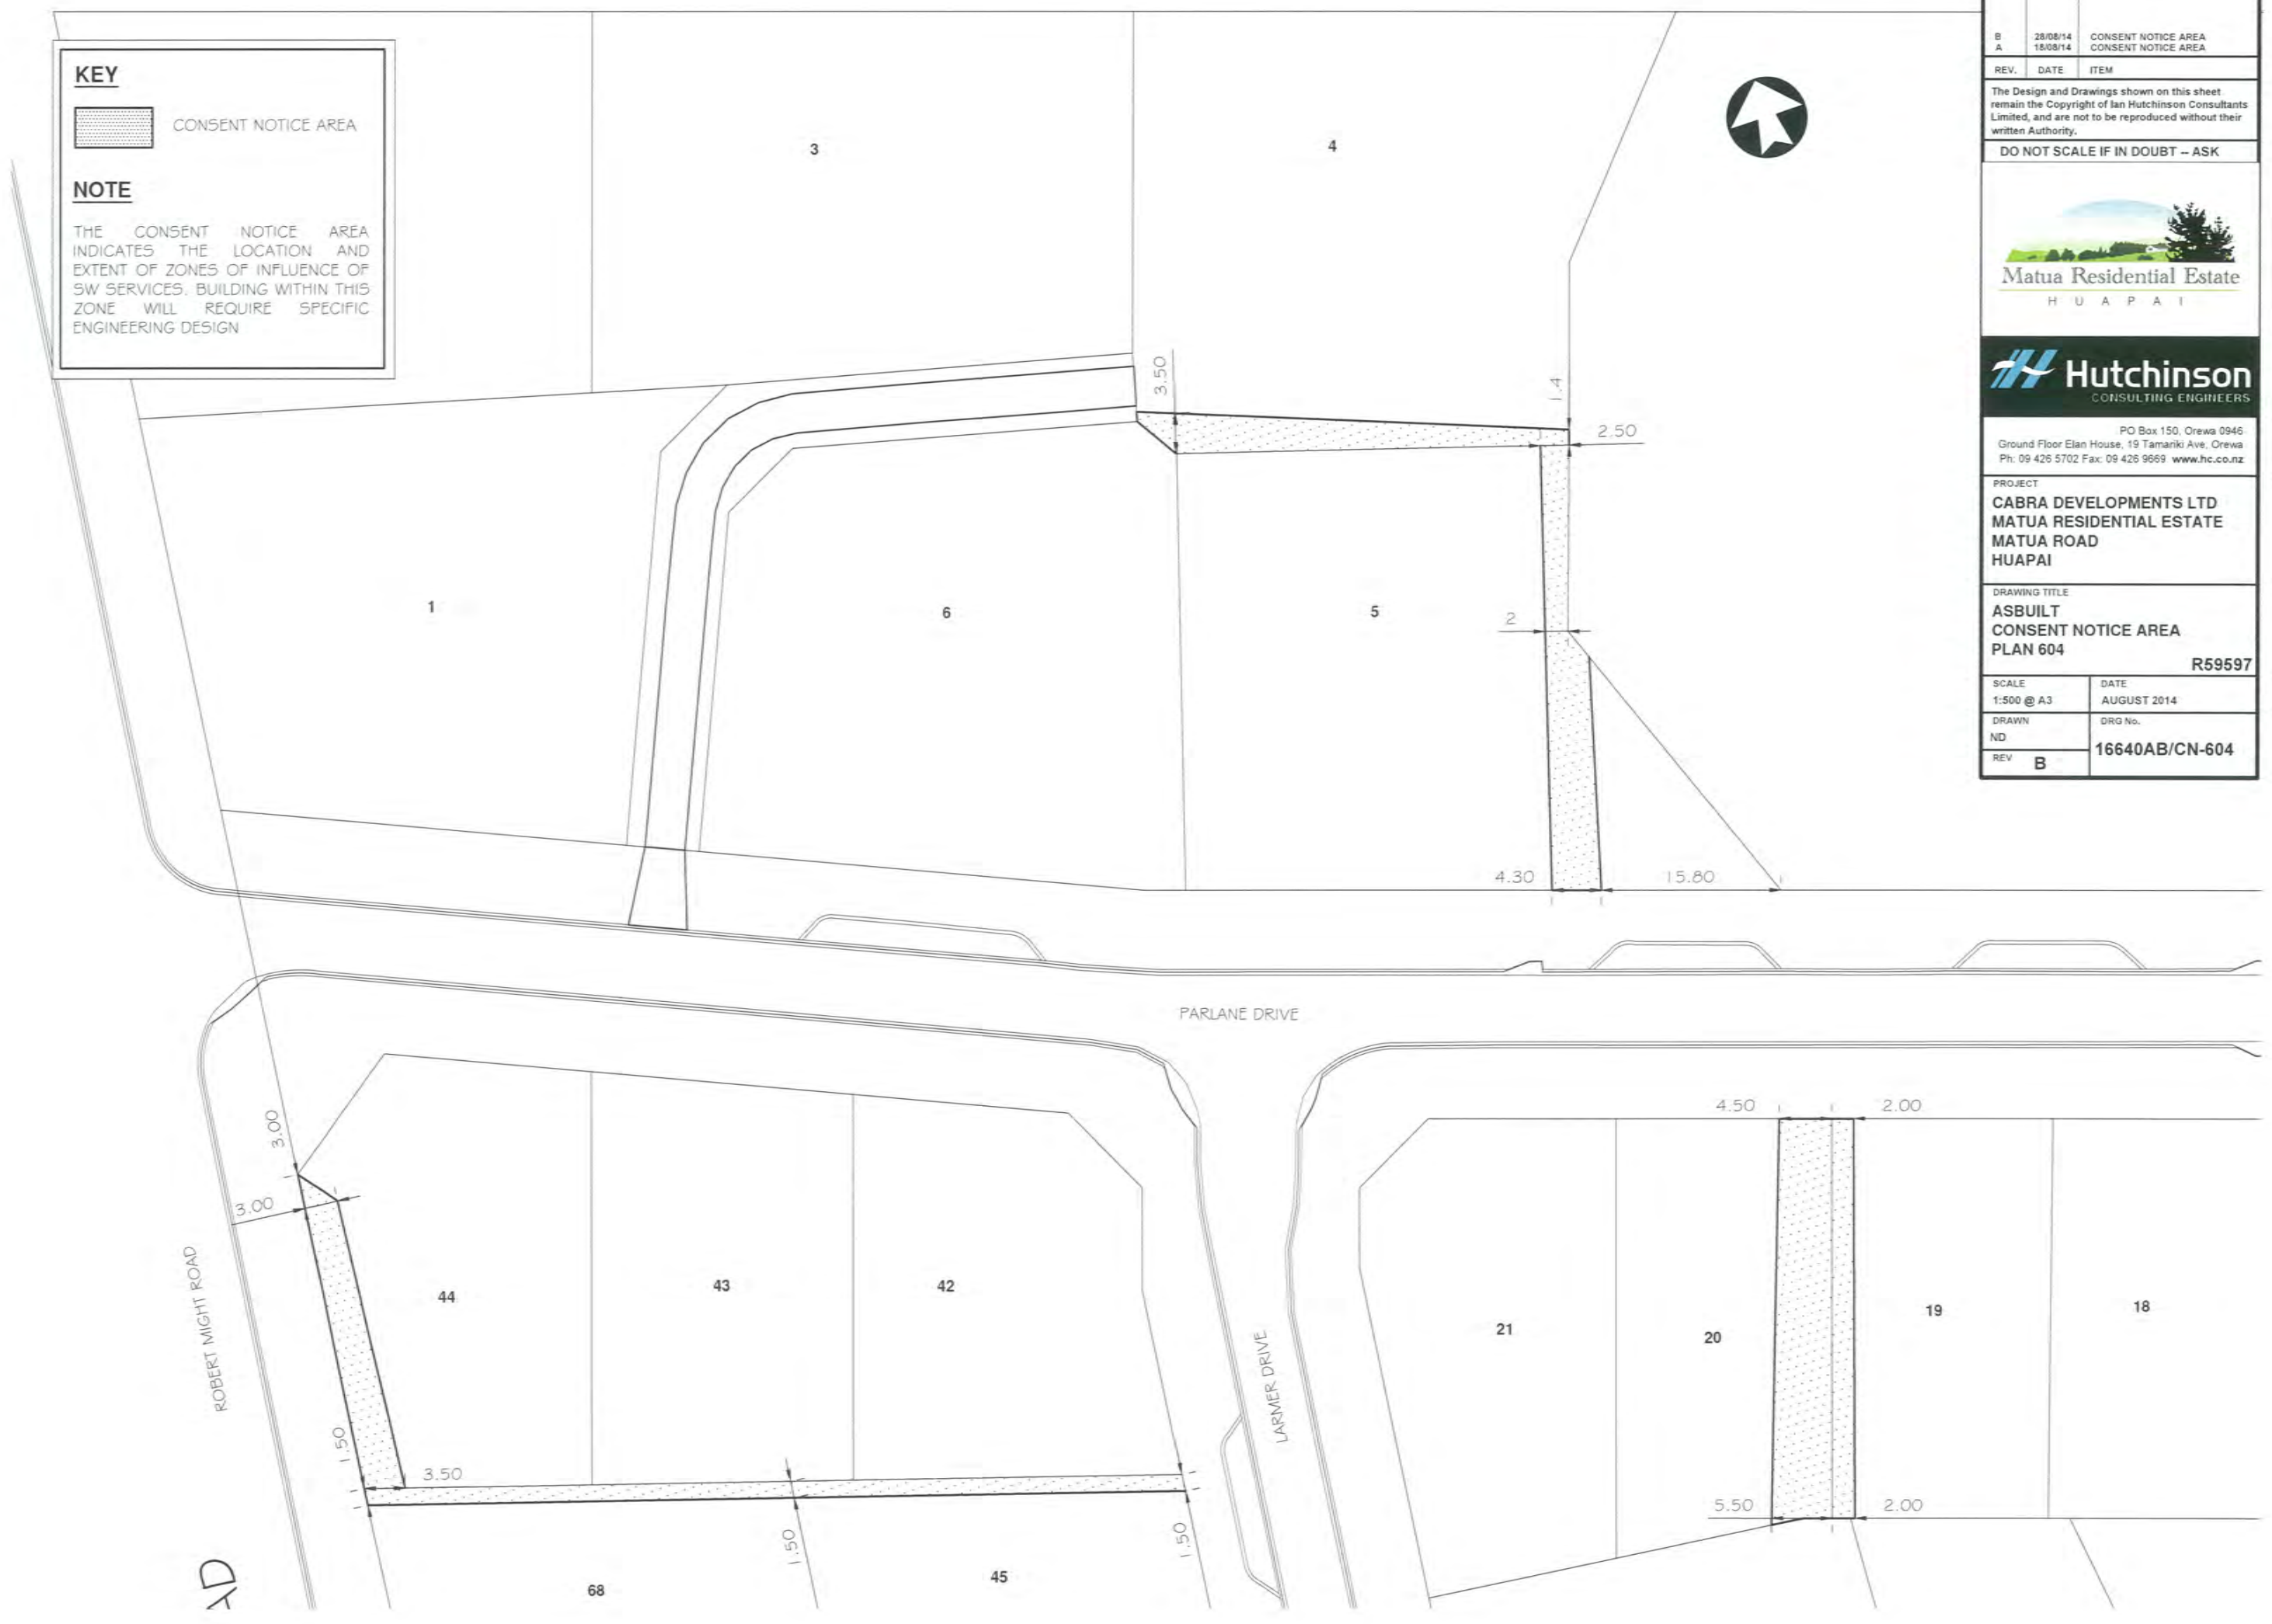 KEY
CONSENT NOTICE AREA
NOTE
THE CONSENT NOTICE AREA
INDICATES THE LOCATION AND
EXTENT OF ZONES OF INFLUENCE OF
SW SERVICES. BUILDING WITHIN THIS
ZONE WILL REQUIRE SPECIFIC
ENGINEERING DESIGN
3
4
3.50
1.4
2.50
1
6
5
2
4.30
15.80
PARLANE DRIVE
3.00
3.00
ROBERT MIGHT ROAD
44
43
42
1.50
3.50
1.50
1.50
68
45
LARMER DRIVE
4.50
2.00
21
20
19
18
5.50
2.00
AD
B 28/08/14 CONSENT NOTICE AREA
A 18/08/14 CONSENT NOTICE AREA
REV. DATE ITEM
The Design and Drawings shown on this sheet
remain the Copyright of Ian Hutchinson Consultants
Limited, and are not to be reproduced without their
written Authority.
DO NOT SCALE IF IN DOUBT -- ASK
Matua Residential Estate
HUAPAI
Hutchinson
CONSULTING ENGINEERS
PO Box 150, Orewa 0946
Ground Floor Elan House, 19 Tamariki Ave, Orewa
Ph: 09 426 5702 Fax: 09 426 9669 www.hc.co.nz
PROJECT
CABRA DEVELOPMENTS LTD
MATUA RESIDENTIAL ESTATE
MATUA ROAD
HUAPAI
DRAWING TITLE
ASBUILT
CONSENT NOTICE AREA
PLAN 604
R59597
SCALE DATE
1:500 @ A3 AUGUST 2014
DRAWN DRG No.
ND
16640AB/CN-604
REV B